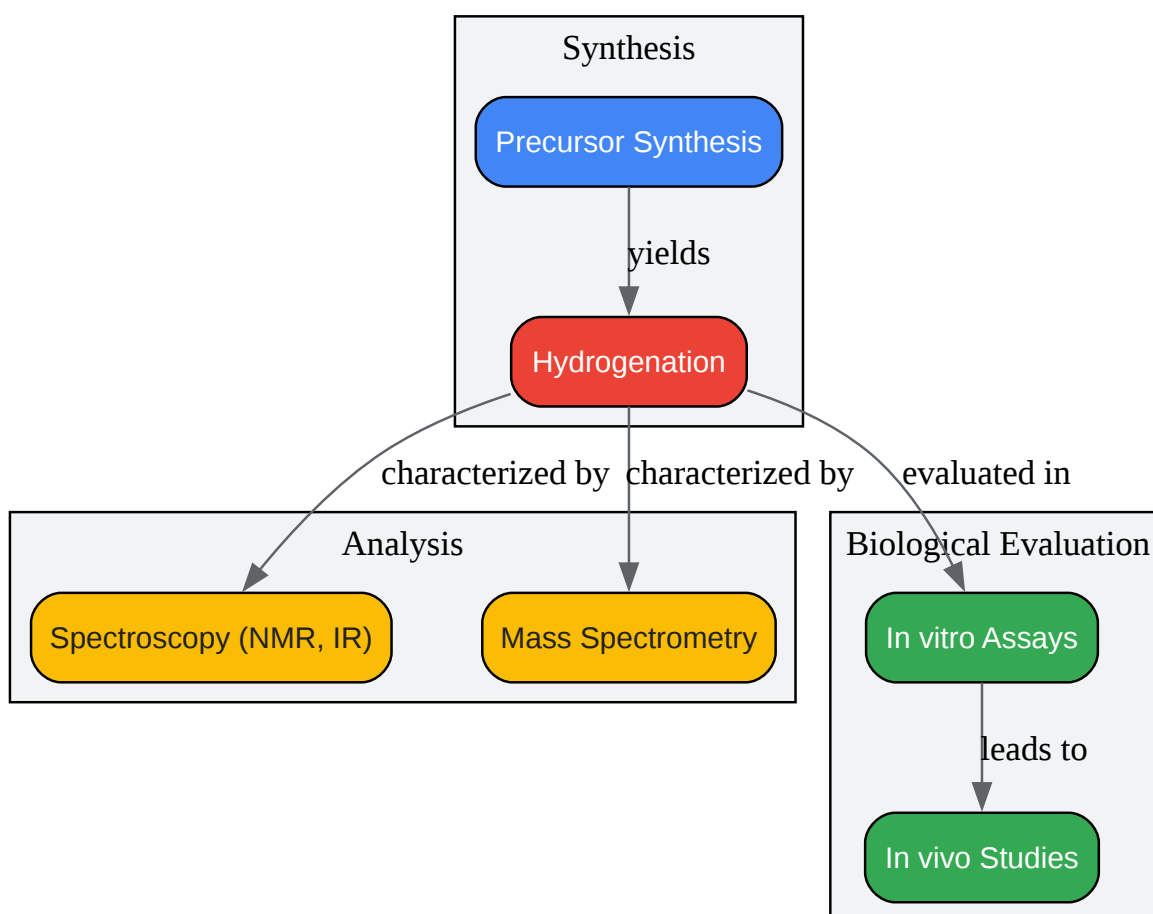 Synthesis
Precursor Synthesis
yields
Hydrogenation
characterized by
characterized by
evaluated in
Analysis
Spectroscopy (NMR, IR)
Mass Spectrometry
Biological Evaluation
In vitro Assays
leads to
In vivo Studies